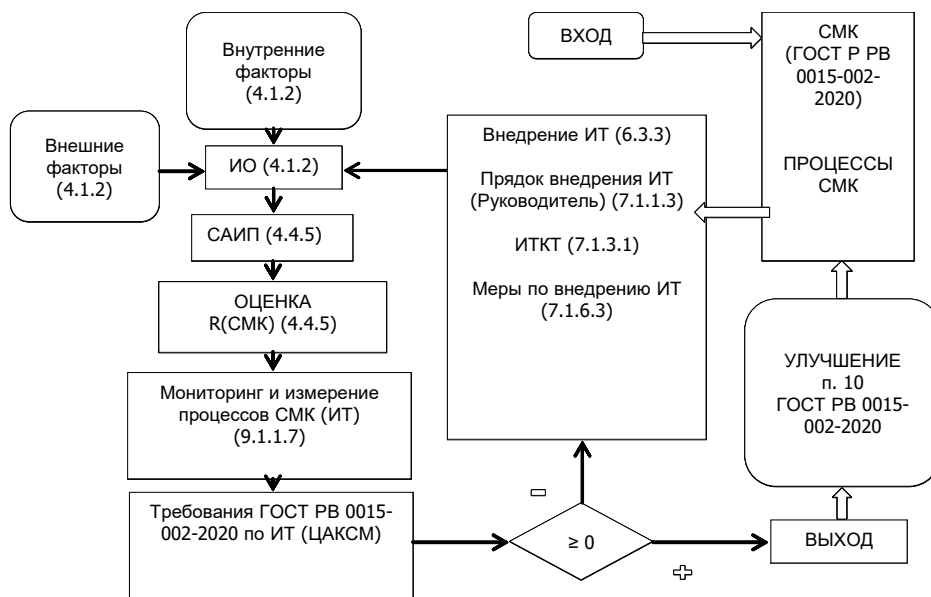 Внутренние
факторы
(4.1.2)
ВХОД
СМК
(ГОСТ Р РВ
0015-002-
2020)
ПРОЦЕССЫ
СМК
Внешние
факторы
(4.1.2)
ИО (4.1.2)
САИП (4.4.5)
ОЦЕНКА
R(СМК) (4.4.5)
Мониторинг и измерение
процессов СМК (ИТ)
(9.1.1.7)
Требования ГОСТ РВ 0015-
002-2020 по ИТ (ЦАКСМ)
Внедрение ИТ (6.3.3)
Прядок внедрения ИТ
(Руководитель) (7.1.1.3)
ИТКТ (7.1.3.1)
Меры по внедрению ИТ
(7.1.6.3)
≥ 0
УЛУЧШЕНИЕ
п. 10
ГОСТ РВ 0015-
002-2020
ВЫХОД